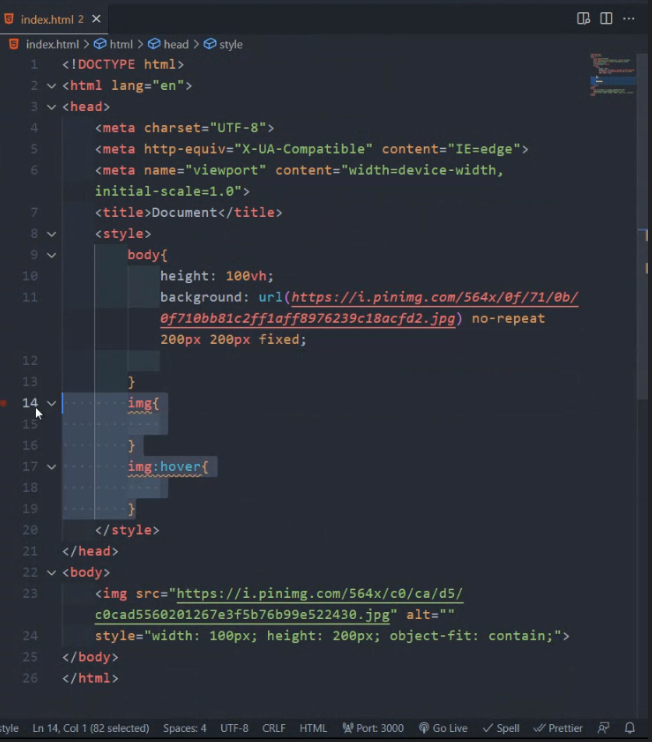 index.html 2 ×
index.html > html > head > style
1 <!DOCTYPE html>
2 <html lang="en">
3 <head>
4 <meta charset="UTF-8">
5 <meta http-equiv="X-UA-Compatible" content="IE=edge">
6 <meta name="viewport" content="width=device-width,
initial-scale=1.0">
7 <title>Document</title>
8 <style>
9 body{
10 height: 100vh;
11 background: url(https://i.pinimg.com/564x/0f/71/0b/
0f710bb81c2ff1aff8976239c18acfd2.jpg) no-repeat
200px 200px fixed;
12
13 }
14 img{
15
16 }
17 img:hover{
18
19 }
20 </style>
21 </head>
22 <body>
23 <img src="https://i.pinimg.com/564x/c0/ca/d5/
c0cad5560201267e3f5b76b99e522430.jpg" alt=""
24 style="width: 100px; height: 200px; object-fit: contain;">
25 </body>
26 </html>
style Ln 14, Col 1 (82 selected) Spaces: 4 UTF-8 CRLF HTML Port: 3000 Go Live Spell Prettier